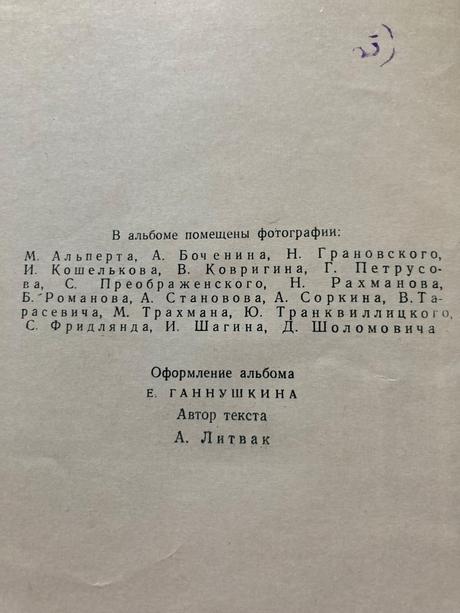 25)
В альбоме помещены фотографии:
М. Альперта, А. Боченина, Н. Грановского,
И. Кошелькова, В. Ковригина, Г. Петрусо-
ва, С. Преображенского, Н. Рахманова,
Б. Романова, А. Становова, А. Соркина, В. Та-
расевича, М. Трахмана, Ю. Транквиллицкого,
С. Фридлянда, И. Шагина, Д. Шоломовича
Оформление альбома
Е. ГАННУШКИНА
Автор текста
А. Литвак